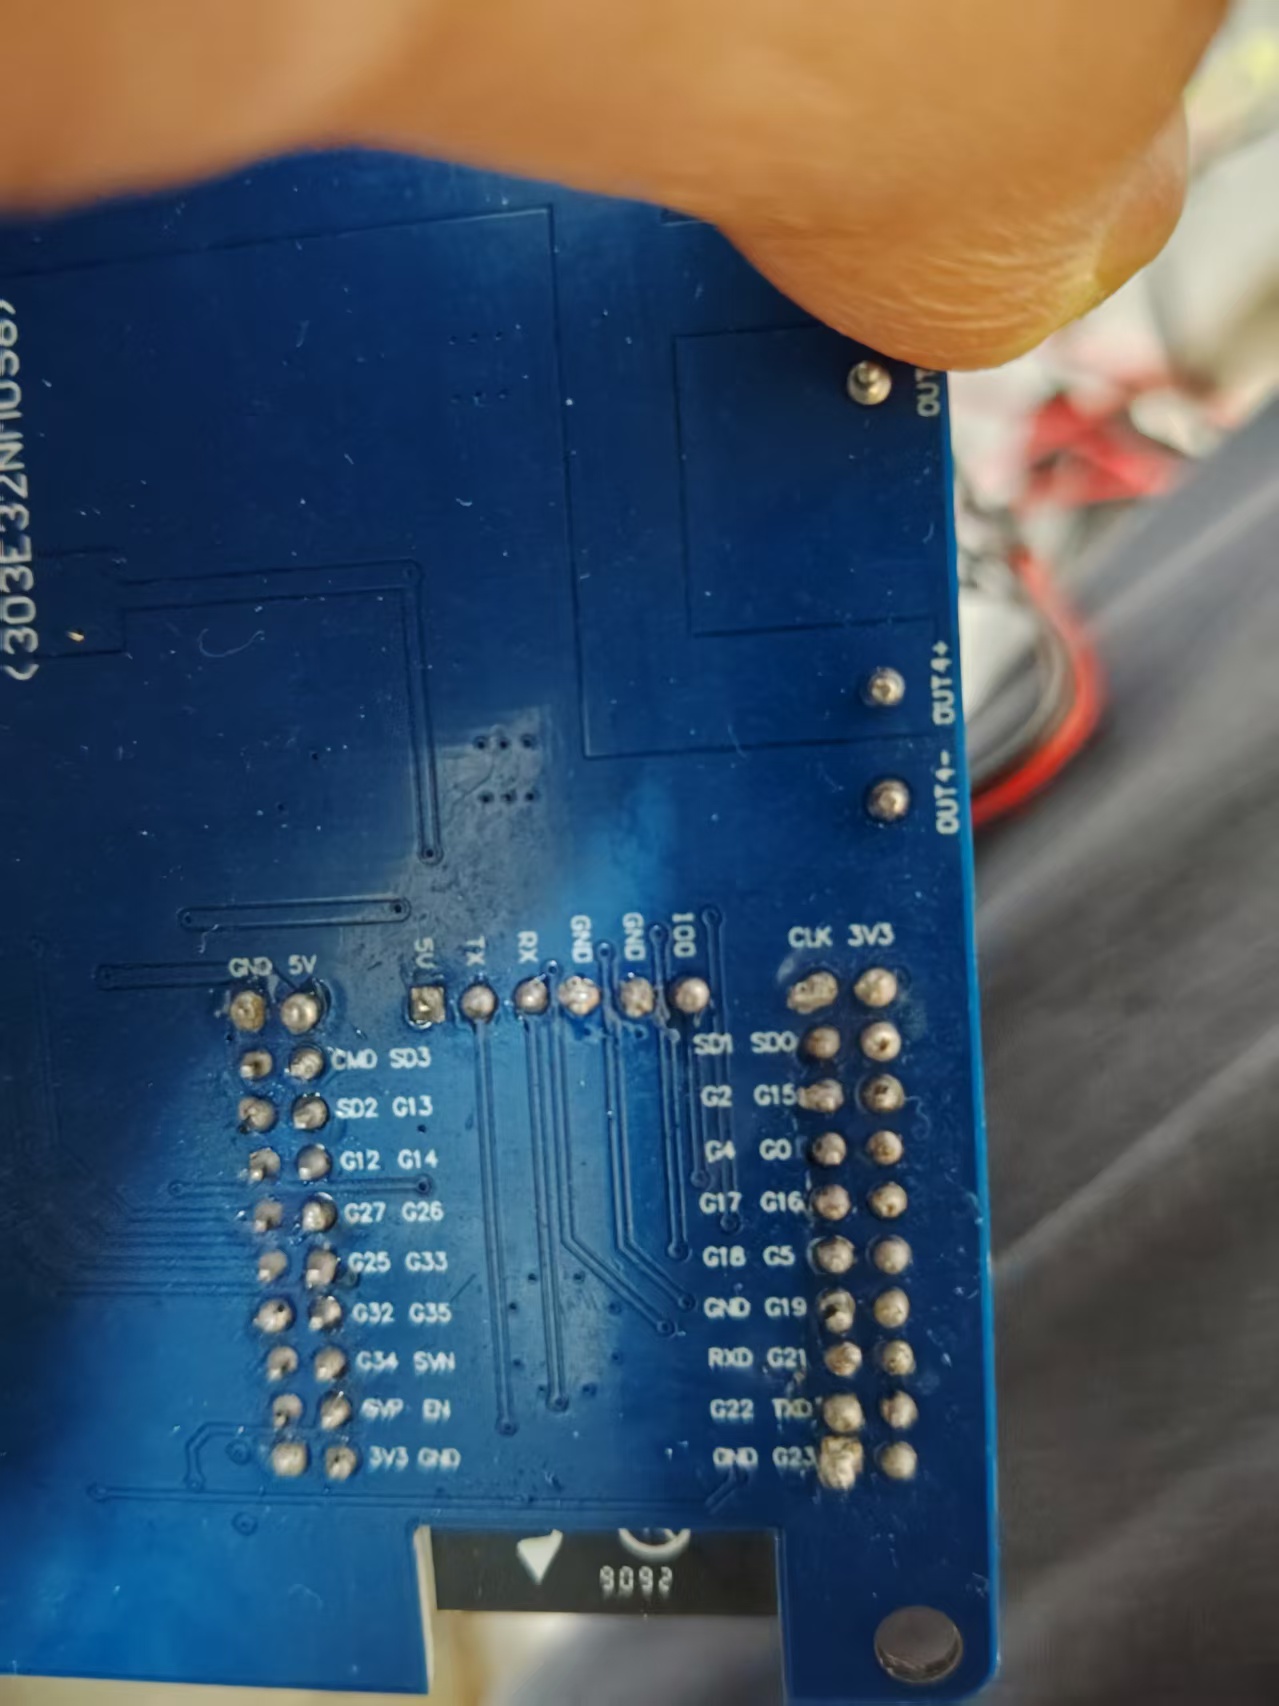 OUT
OUT4+
OUT4-
5V TX RX GND GND IO0
CLK 3V3
GND 5V
SD1 SD0
CMD SD3
G2 G15
SD2 G13
G4 G0
G12 G14
G17 G16
G27 G26
G18 G5
G25 G33
GND G19
G32 G35
RXD G21
G34 SVN
G22 TXD
SVP EN
GND G23
3V3 GND